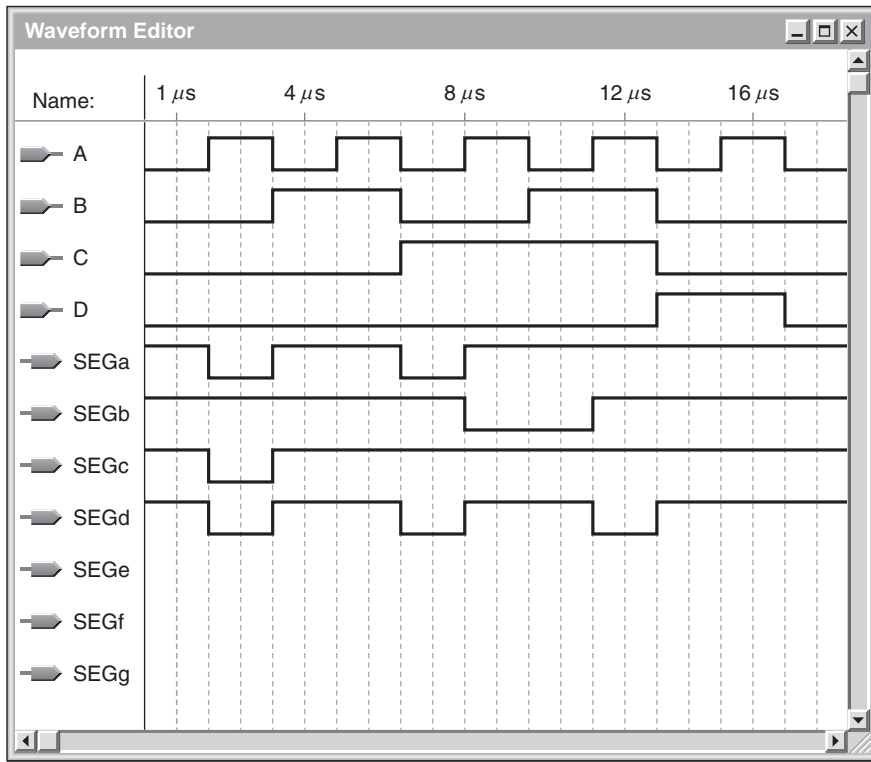 Waveform Editor
Name: 1 μs 4 μs 8 μs 12 μs 16 μs
A
B
C
D
SEGa
SEGb
SEGc
SEGd
SEGe
SEGf
SEGg